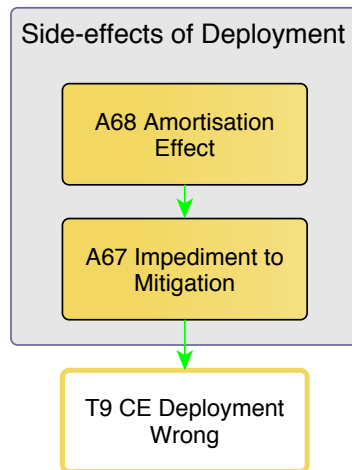 Side-effects of Deployment
A68 Amortisation
Effect
A67 Impediment to
Mitigation
T9 CE Deployment
Wrong